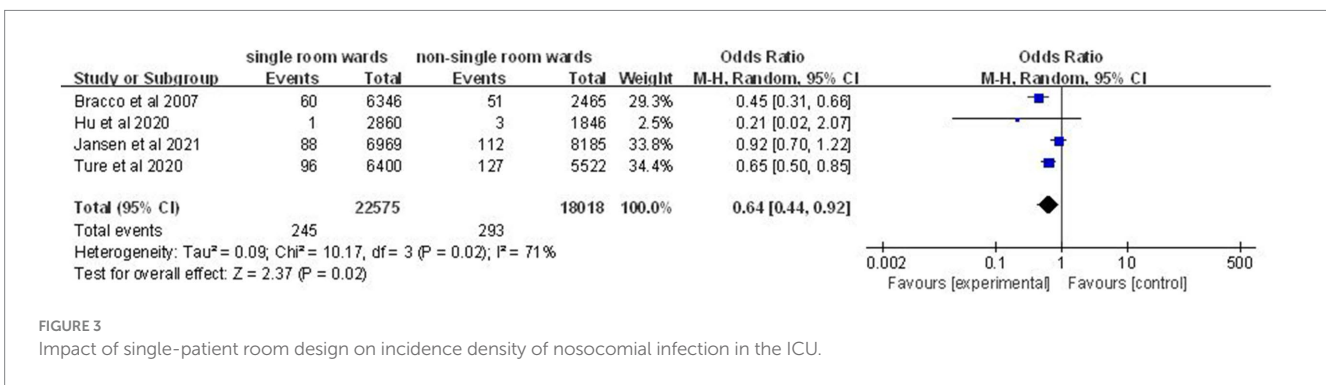 single room wards non-single room wards Odds Ratio Odds Ratio
Study or Subgroup Events Total Events Total Weight M-H, Random, 95% CI M-H, Random, 95% CI
Bracco et al 2007 60 6346 51 2465 29.3% 0.45 [0.31, 0.66]
Hu et al 2020 1 2860 3 1846 2.5% 0.21 [0.02, 2.07]
Jansen et al 2021 88 6969 112 8185 33.8% 0.92 [0.70, 1.22]
Ture et al 2020 96 6400 127 5522 34.4% 0.65 [0.50, 0.85]
Total (95% CI) 22575 18018 100.0% 0.64 [0.44, 0.92]
Total events 245 293
Heterogeneity: Tau² = 0.09; Chi² = 10.17, df = 3 (P = 0.02); I² = 71%
Test for overall effect: Z = 2.37 (P = 0.02)
0.002 0.1 1 10 500
Favours [experimental] Favours [control]
FIGURE 3
Impact of single-patient room design on incidence density of nosocomial infection in the ICU.